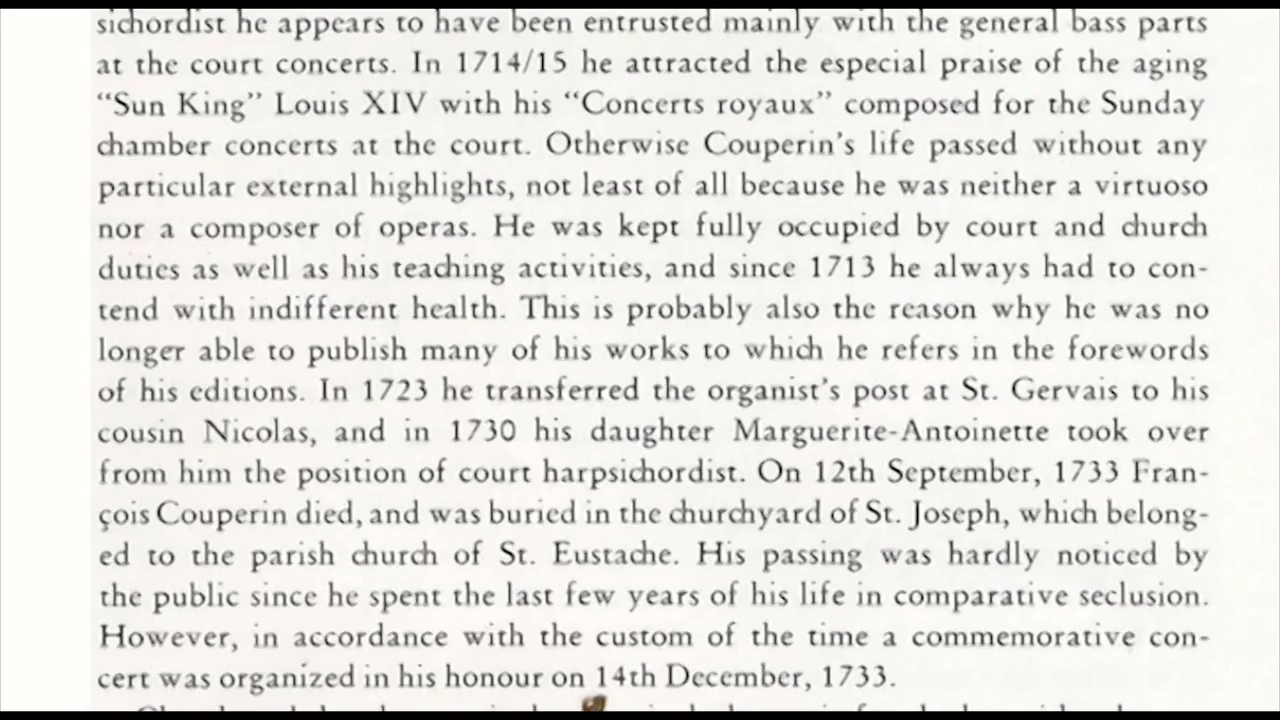 sichordist he appears to have been entrusted mainly with the general bass parts
at the court concerts. In 1714/15 he attracted the especial praise of the aging
“Sun King” Louis XIV with his “Concerts royaux” composed for the Sunday
chamber concerts at the court. Otherwise Couperin’s life passed without any
particular external highlights, not least of all because he was neither a virtuoso
nor a composer of operas. He was kept fully occupied by court and church
duties as well as his teaching activities, and since 1713 he always had to con-
tend with indifferent health. This is probably also the reason why he was no
longer able to publish many of his works to which he refers in the forewords
of his editions. In 1723 he transferred the organist’s post at St. Gervais to his
cousin Nicolas, and in 1730 his daughter Marguerite-Antoinette took over
from him the position of court harpsichordist. On 12th September, 1733 Fran-
çois Couperin died, and was buried in the churchyard of St. Joseph, which belong-
ed to the parish church of St. Eustache. His passing was hardly noticed by
the public since he spent the last few years of his life in comparative seclusion.
However, in accordance with the custom of the time a commemorative con-
cert was organized in his honour on 14th December, 1733.